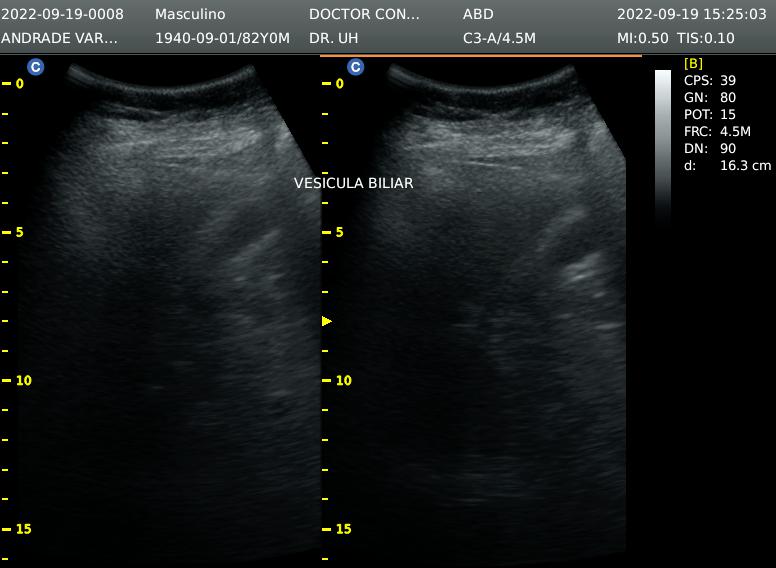 2022-09-19-0008 Masculino DOCTOR CON... ABD 2022-09-19 15:25:03
ANDRADE VAR... 1940-09-01/82Y0M DR. UH C3-A/4.5M MI:0.50 TIS:0.10
C C [B]
0 0 CPS: 39
GN: 80
POT: 15
FRC: 4.5M
DN: 90
d: 16.3 cm
VESICULA BILIAR
5 5
10 10
15 15